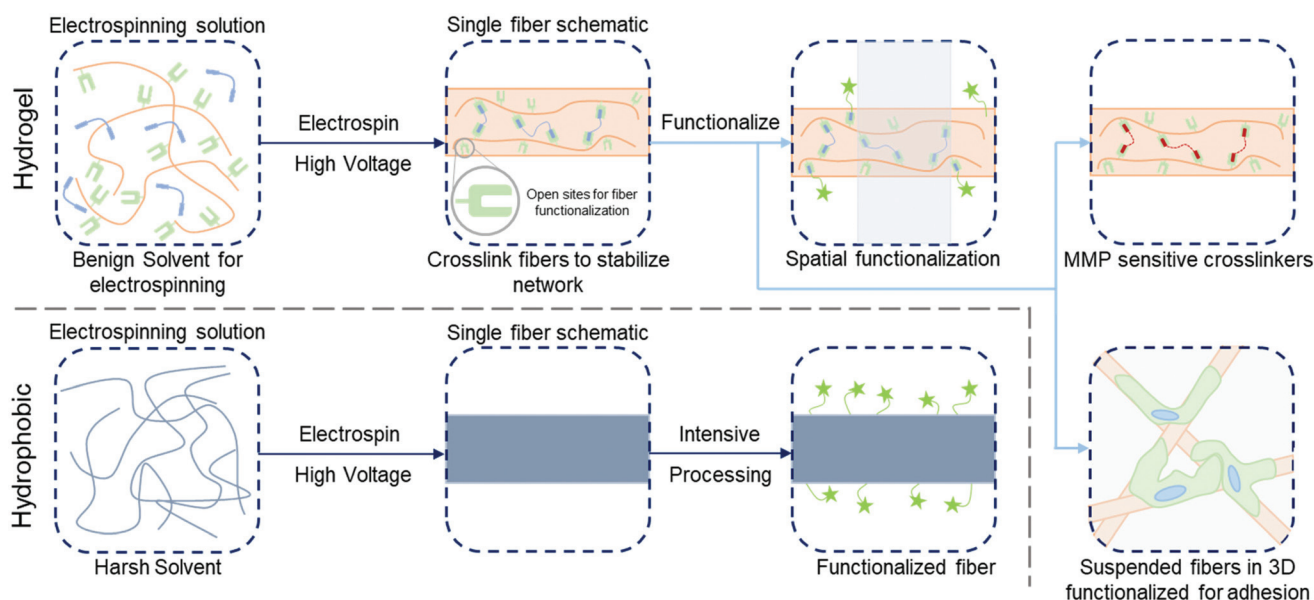 Electrospinning solution
Single fiber schematic
Hydrogel
Electrospin
High Voltage
Functionalize
Open sites for fiber
functionalization
Benign Solvent for
electrospinning
Crosslink fibers to stabilize
network
Spatial functionalization
MMP sensitive crosslinkers
Electrospinning solution
Single fiber schematic
Hydrophobic
Electrospin
High Voltage
Intensive
Processing
Harsh Solvent
Functionalized fiber
Suspended fibers in 3D
functionalized for adhesion